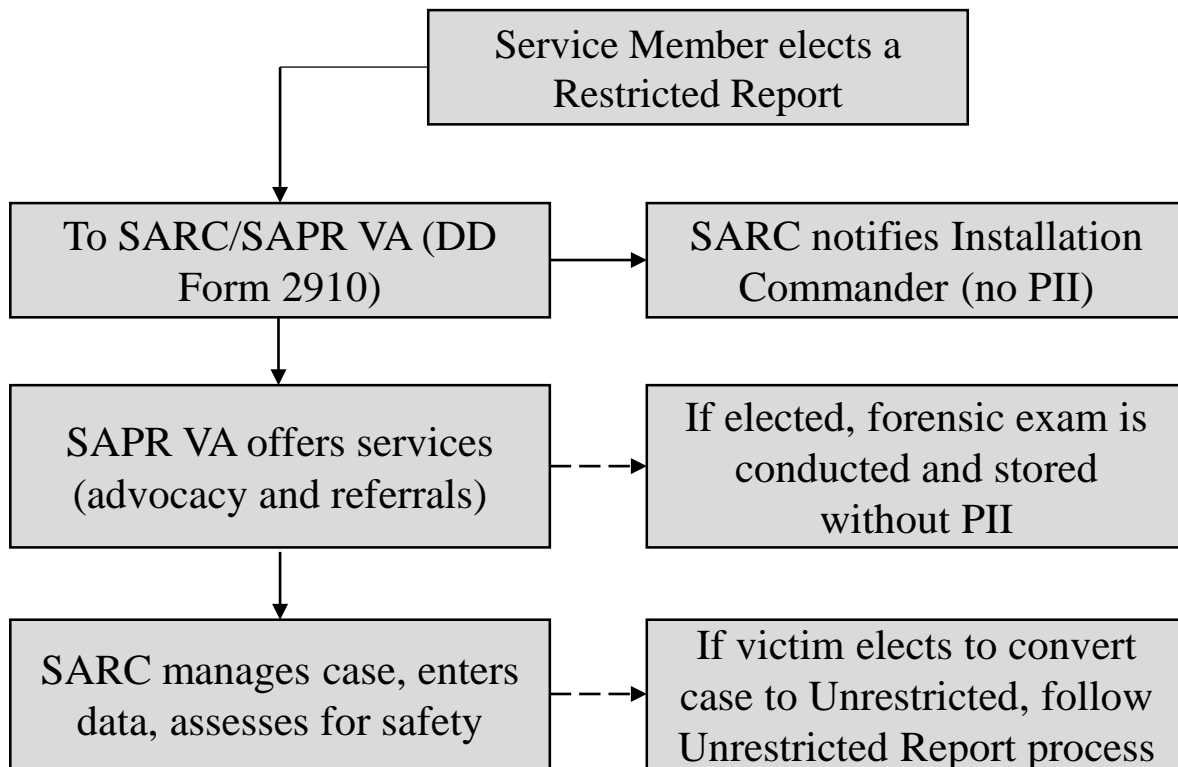 Service Member elects a
Restricted Report
To SARC/SAPR VA (DD
Form 2910)
SARC notifies Installation
Commander (no PII)
SAPR VA offers services
(advocacy and referrals)
If elected, forensic exam is
conducted and stored
without PII
SARC manages case, enters
data, assesses for safety
If victim elects to convert
case to Unrestricted, follow
Unrestricted Report process